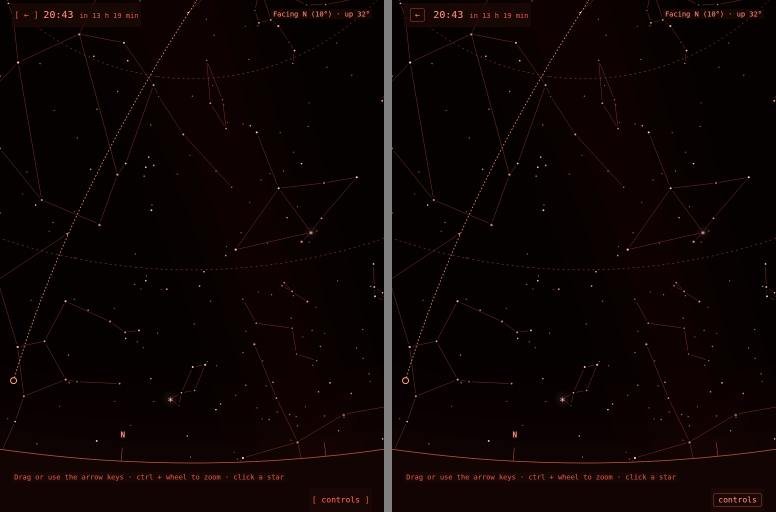 [ ← ] 20:43 in 13 h 19 min
Facing N (10°) · up 32°
N
Drag or use the arrow keys · ctrl + wheel to zoom · click a star
[ controls ]
← 20:43 in 13 h 19 min
Facing N (10°) · up 32°
N
Drag or use the arrow keys · ctrl + wheel to zoom · click a star
controls